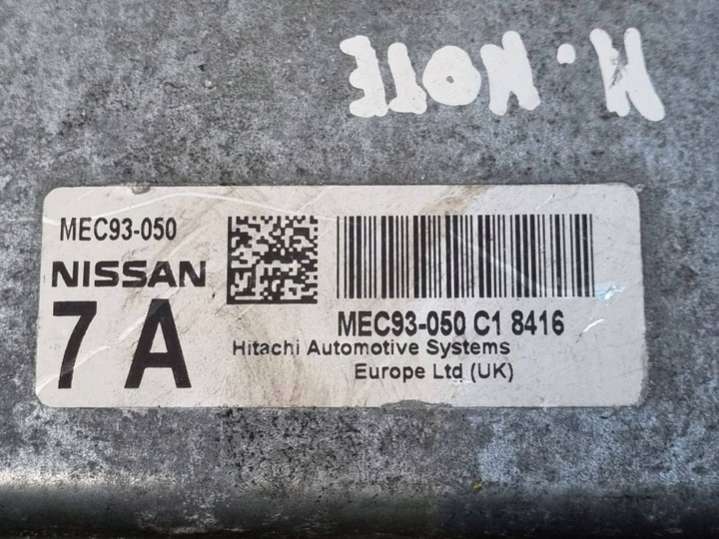 N. NOTE
MEC93-050
NISSAN
7 A
MEC93-050 C1 8416
Hitachi Automotive Systems
Europe Ltd (UK)